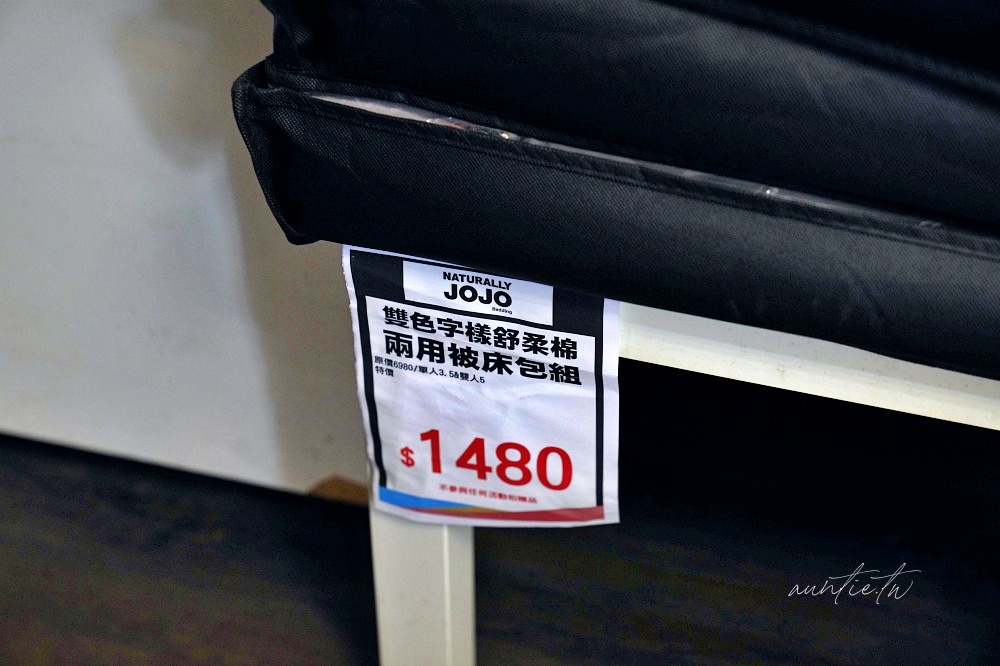 NATURALLY
JOJO
Bedding
雙色字樣舒柔棉
兩用被床包組
原價6980/單人3.5&雙人5
特價
$1480
不參與任何活動和贈品
auntie.tw